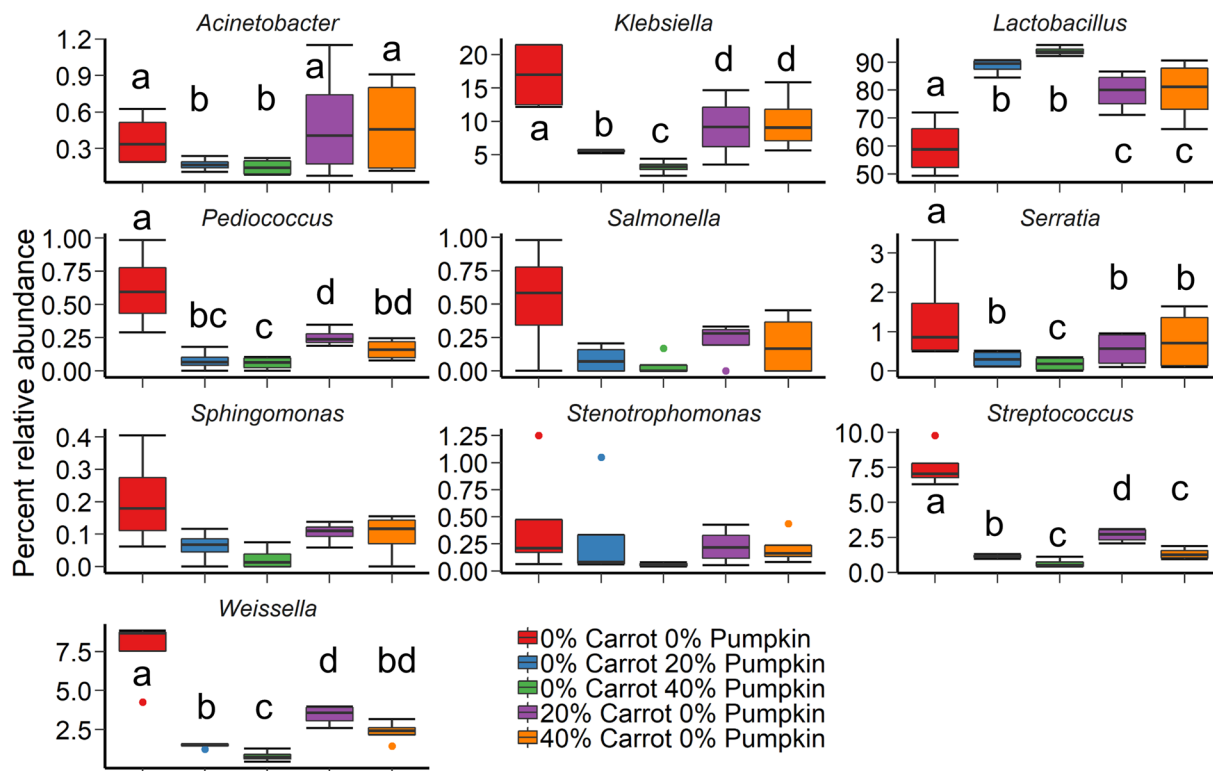 Acinetobacter
Klebsiella
Lactobacillus
1.2
0.9
0.6
0.3
a
b
b
a
a
20
15
10
5
a
b
c
d
d
90
80
70
60
50
a
b
b
c
c
Pediococcus
Salmonella
Serratia
1.00
0.75
0.50
0.25
0.00
a
bc
c
d
bd
1.00
0.75
0.50
0.25
0.00
3
2
1
0
a
b
c
b
b
Percent relative abundance
Sphingomonas
Stenotrophomonas
Streptococcus
0.4
0.3
0.2
0.1
0.0
1.25
1.00
0.75
0.50
0.25
0.00
10.0
7.5
5.0
2.5
0.0
a
b
c
d
c
Weissella
7.5
5.0
2.5
a
b
c
d
bd
0% Carrot 0% Pumpkin
0% Carrot 20% Pumpkin
0% Carrot 40% Pumpkin
20% Carrot 0% Pumpkin
40% Carrot 0% Pumpkin